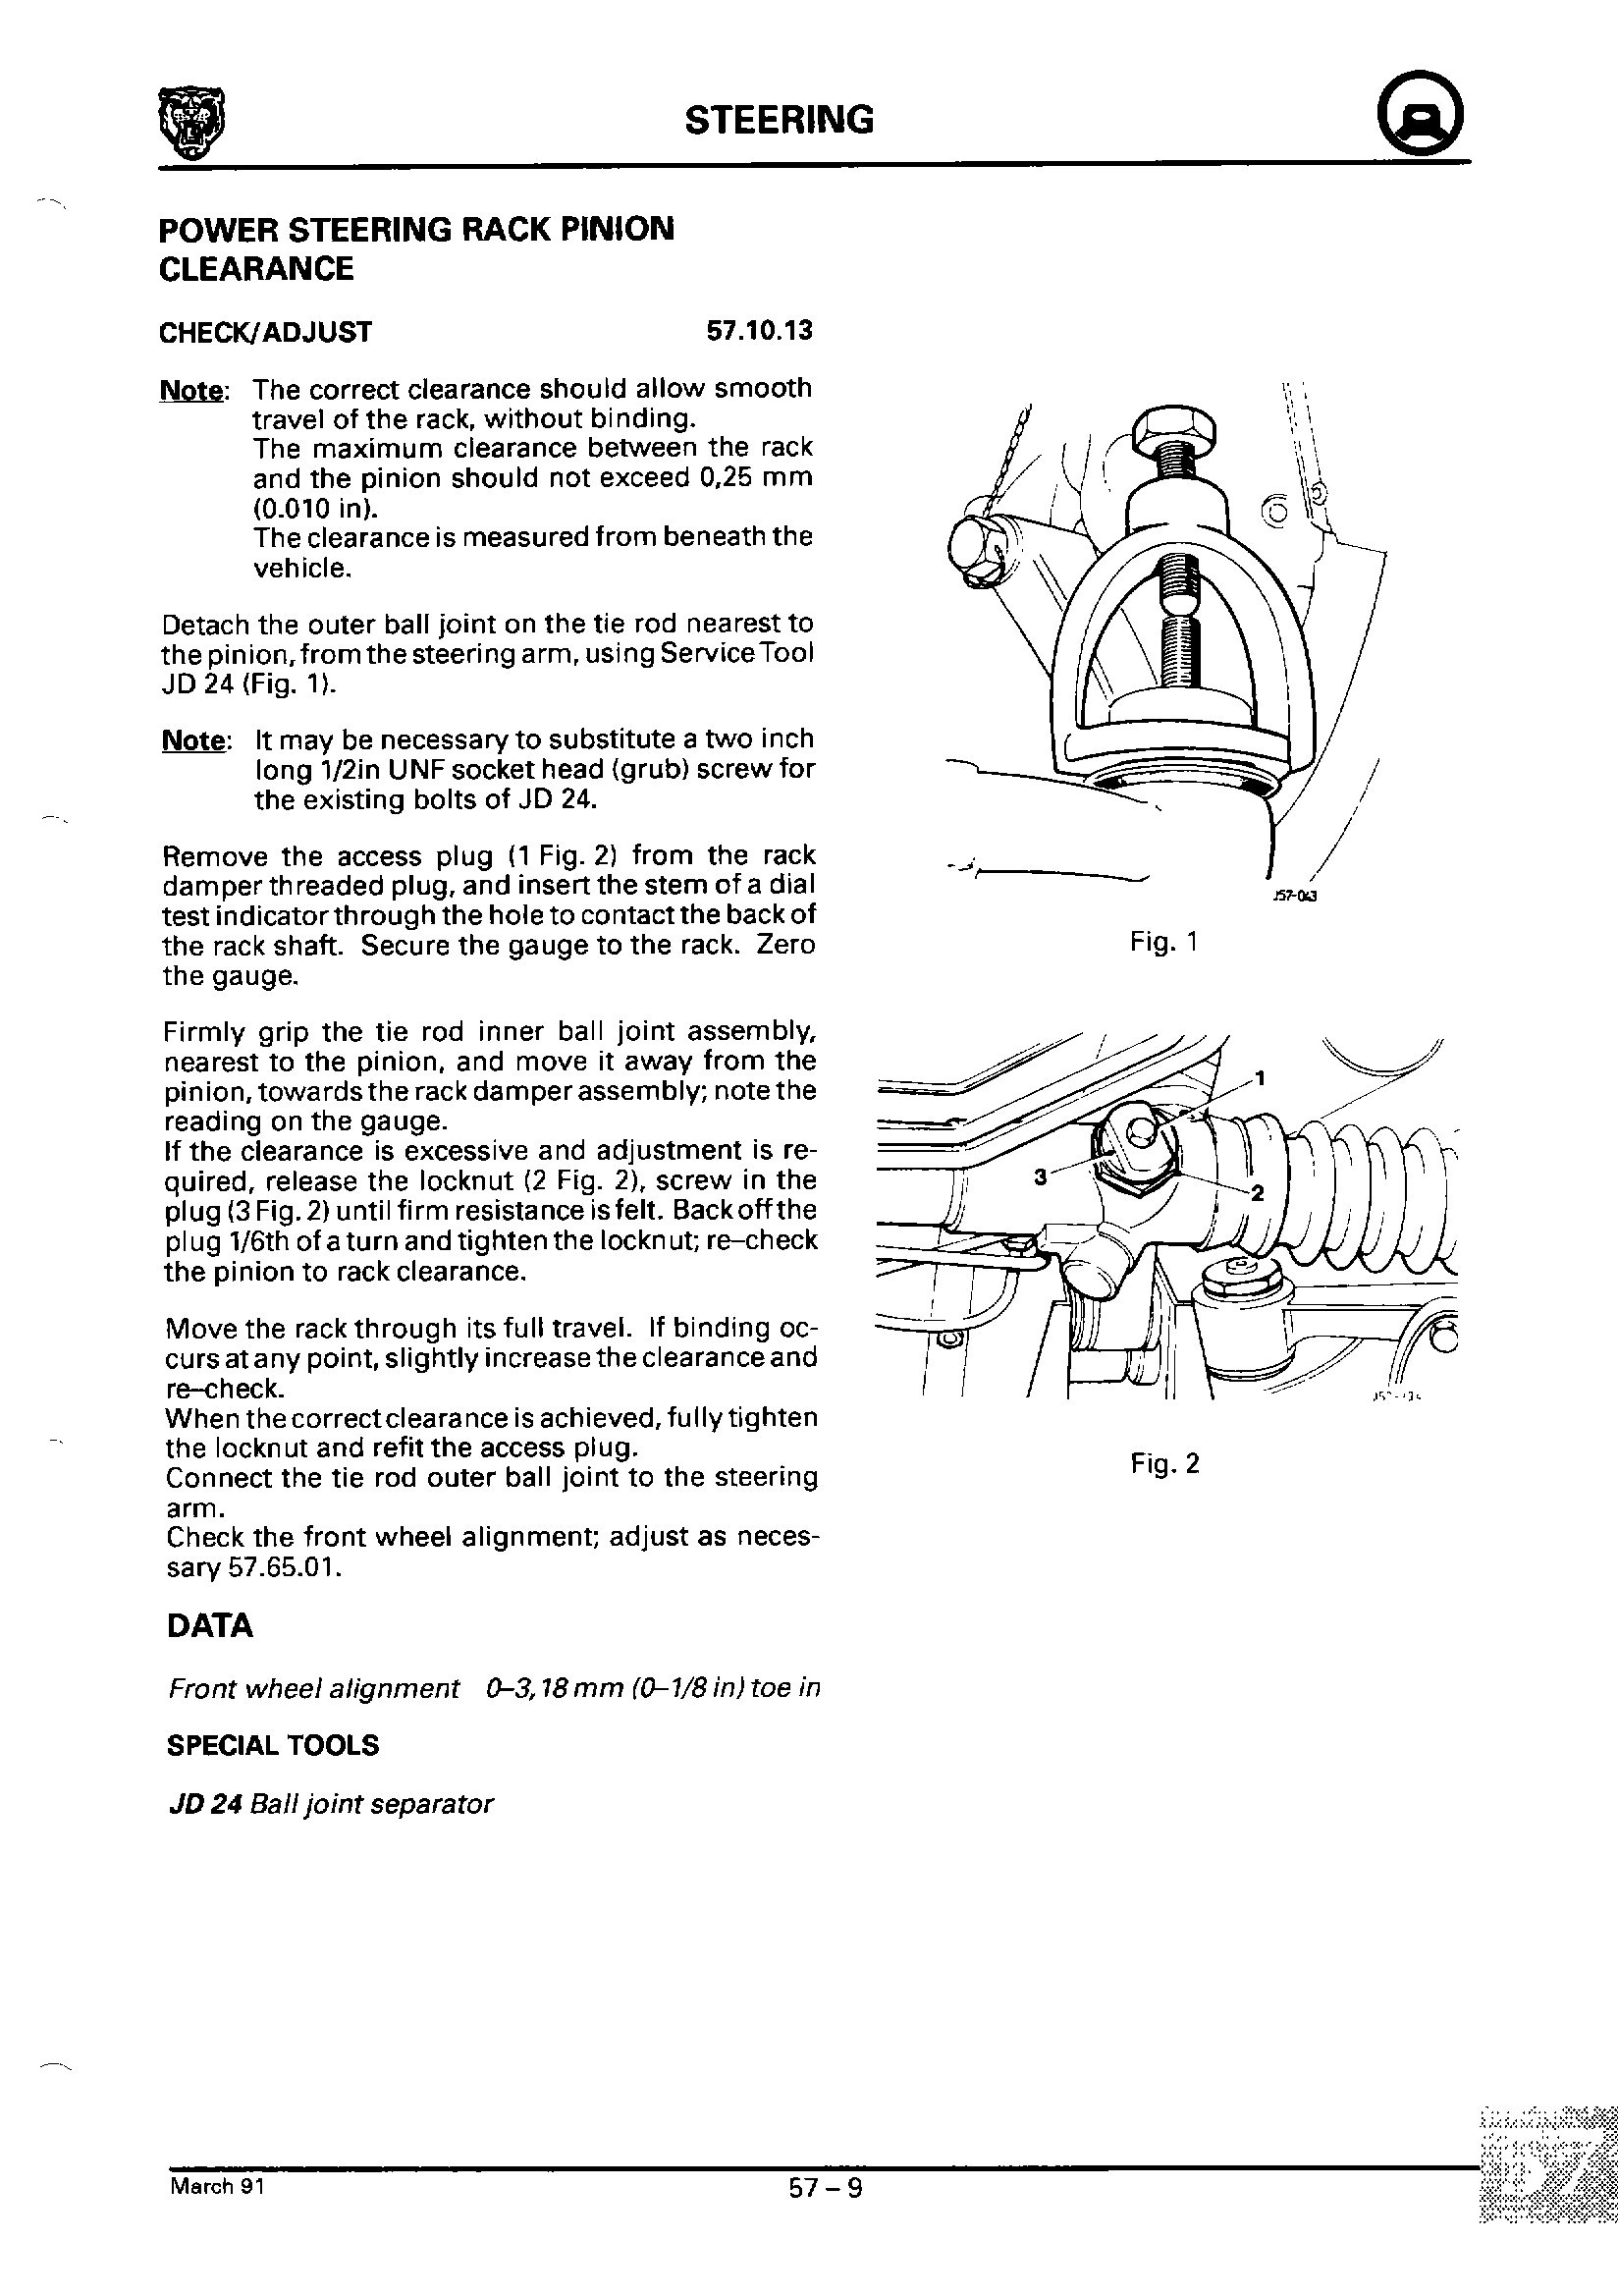 STEERING
POWER STEERING RACK PINION
CLEARANCE
CHECK/ADJUST 57.10.13
Note: The correct clearance should allow smooth
travel of the rack, without binding.
The maximum clearance between the rack
and the pinion should not exceed 0,25 mm
(0.010 in).
The clearance is measured from beneath the
vehicle.
Detach the outer ball joint on the tie rod nearest to
the pinion, from the steering arm, using Service Tool
JD 24 (Fig. 1).
Note: It may be necessary to substitute a two inch
long 1/2in UNF socket head (grub) screw for
the existing bolts of JD 24.
Remove the access plug (1 Fig. 2) from the rack
damper threaded plug, and insert the stem of a dial
test indicator through the hole to contact the back of
the rack shaft. Secure the gauge to the rack. Zero
the gauge.
Firmly grip the tie rod inner ball joint assembly,
nearest to the pinion, and move it away from the
pinion, towards the rack damper assembly; note the
reading on the gauge.
If the clearance is excessive and adjustment is re-
quired, release the locknut (2 Fig. 2), screw in the
plug (3 Fig. 2) until firm resistance is felt. Back off the
plug 1/6th of a turn and tighten the locknut; re–check
the pinion to rack clearance.
Move the rack through its full travel. If binding oc-
curs at any point, slightly increase the clearance and
re–check.
When the correct clearance is achieved, fully tighten
the locknut and refit the access plug.
Connect the tie rod outer ball joint to the steering
arm.
Check the front wheel alignment; adjust as neces-
sary 57.65.01.
DATA
Front wheel alignment 0–3,18 mm (0–1/8 in) toe in
SPECIAL TOOLS
JD 24 Ball joint separator
J57-043
Fig. 1
1
3
2
Fig. 2
March 91
57 – 9
57